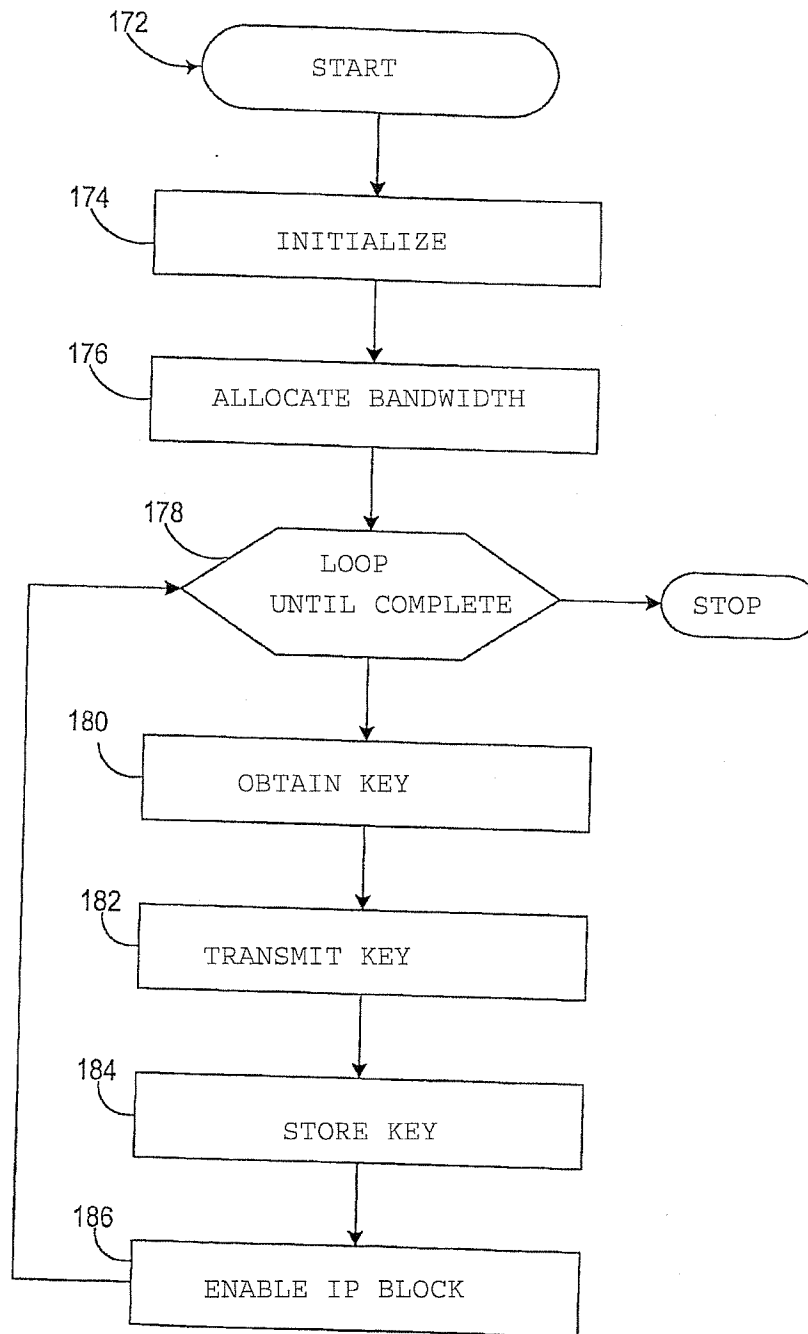 172
START
174
INITIALIZE
176
ALLOCATE BANDWIDTH
178
LOOP
UNTIL COMPLETE
STOP
180
OBTAIN KEY
182
TRANSMIT KEY
184
STORE KEY
186
ENABLE IP BLOCK